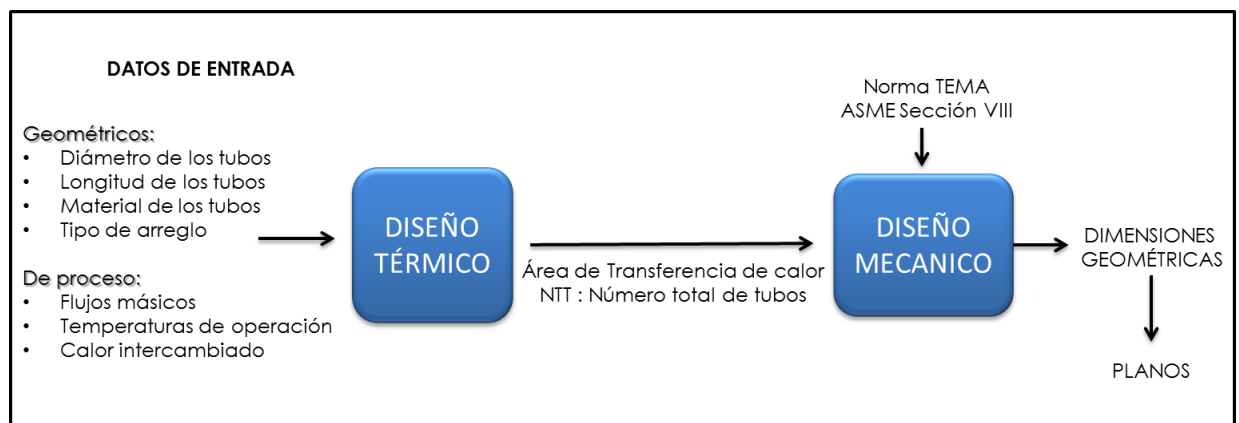 DATOS DE ENTRADA
Geométricos:
• Diámetro de los tubos
• Longitud de los tubos
• Material de los tubos
• Tipo de arreglo
De proceso:
• Flujos másicos
• Temperaturas de operación
• Calor intercambiado
DISEÑO
TÉRMICO
Área de Transferencia de calor
NTT : Número total de tubos
Norma TEMA
ASME Sección VIII
DISEÑO
MECANICO
DIMENSIONES
GEOMÉTRICAS
PLANOS